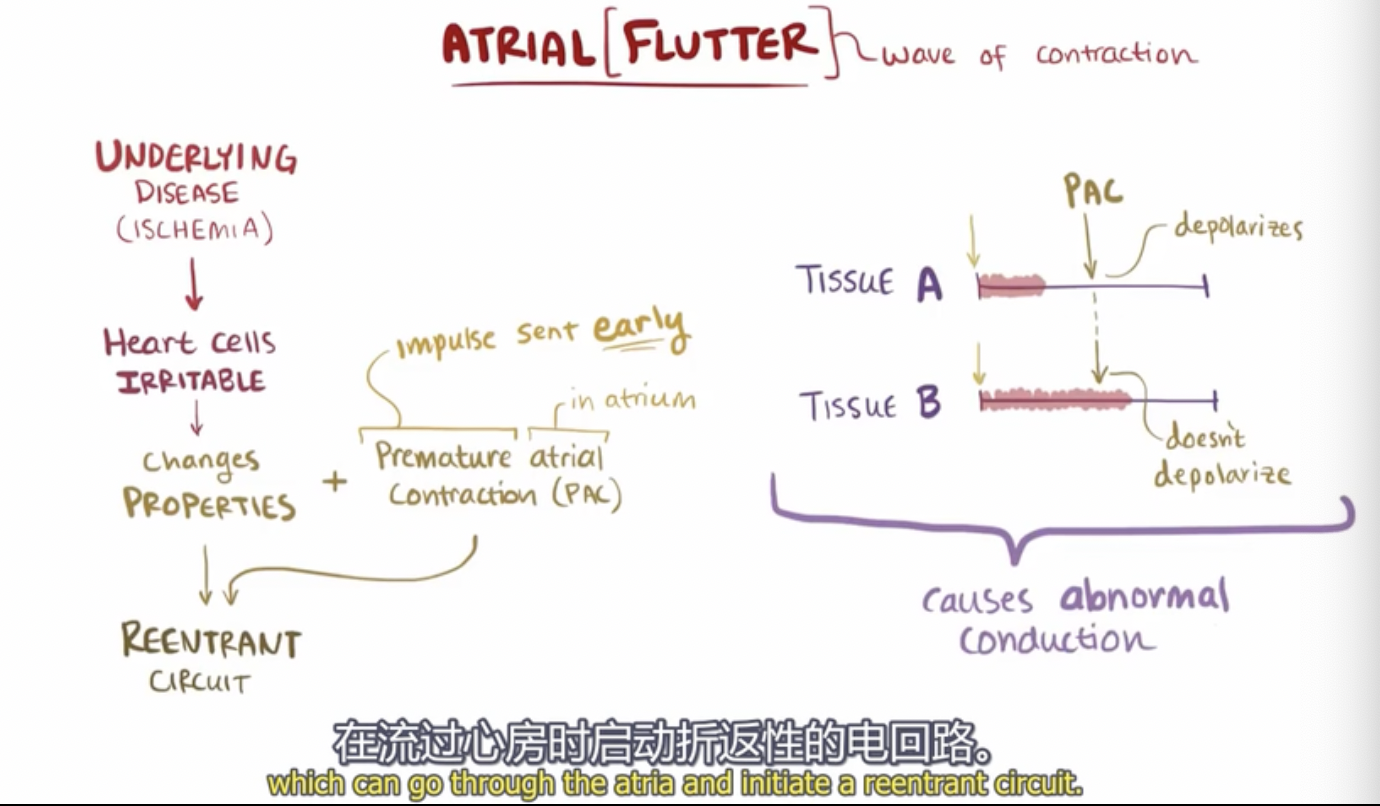 ATRIAL [FLUTTER] wave of contraction
UNDERLYING
DISEASE
(ISCHEMIA)
Heart cells
IRRITABLE
Changes
PROPERTIES
+
impulse sent early
in atrium
Premature atrial
Contraction (PAC)
REENTRANT
CIRCUIT
PAC
depolarizes
TISSUE A
TISSUE B
doesn't
depolarize
causes abnormal
conduction
在流过心房时启动折返性的电回路。
which can go through the atria and initiate a reentrant circuit.